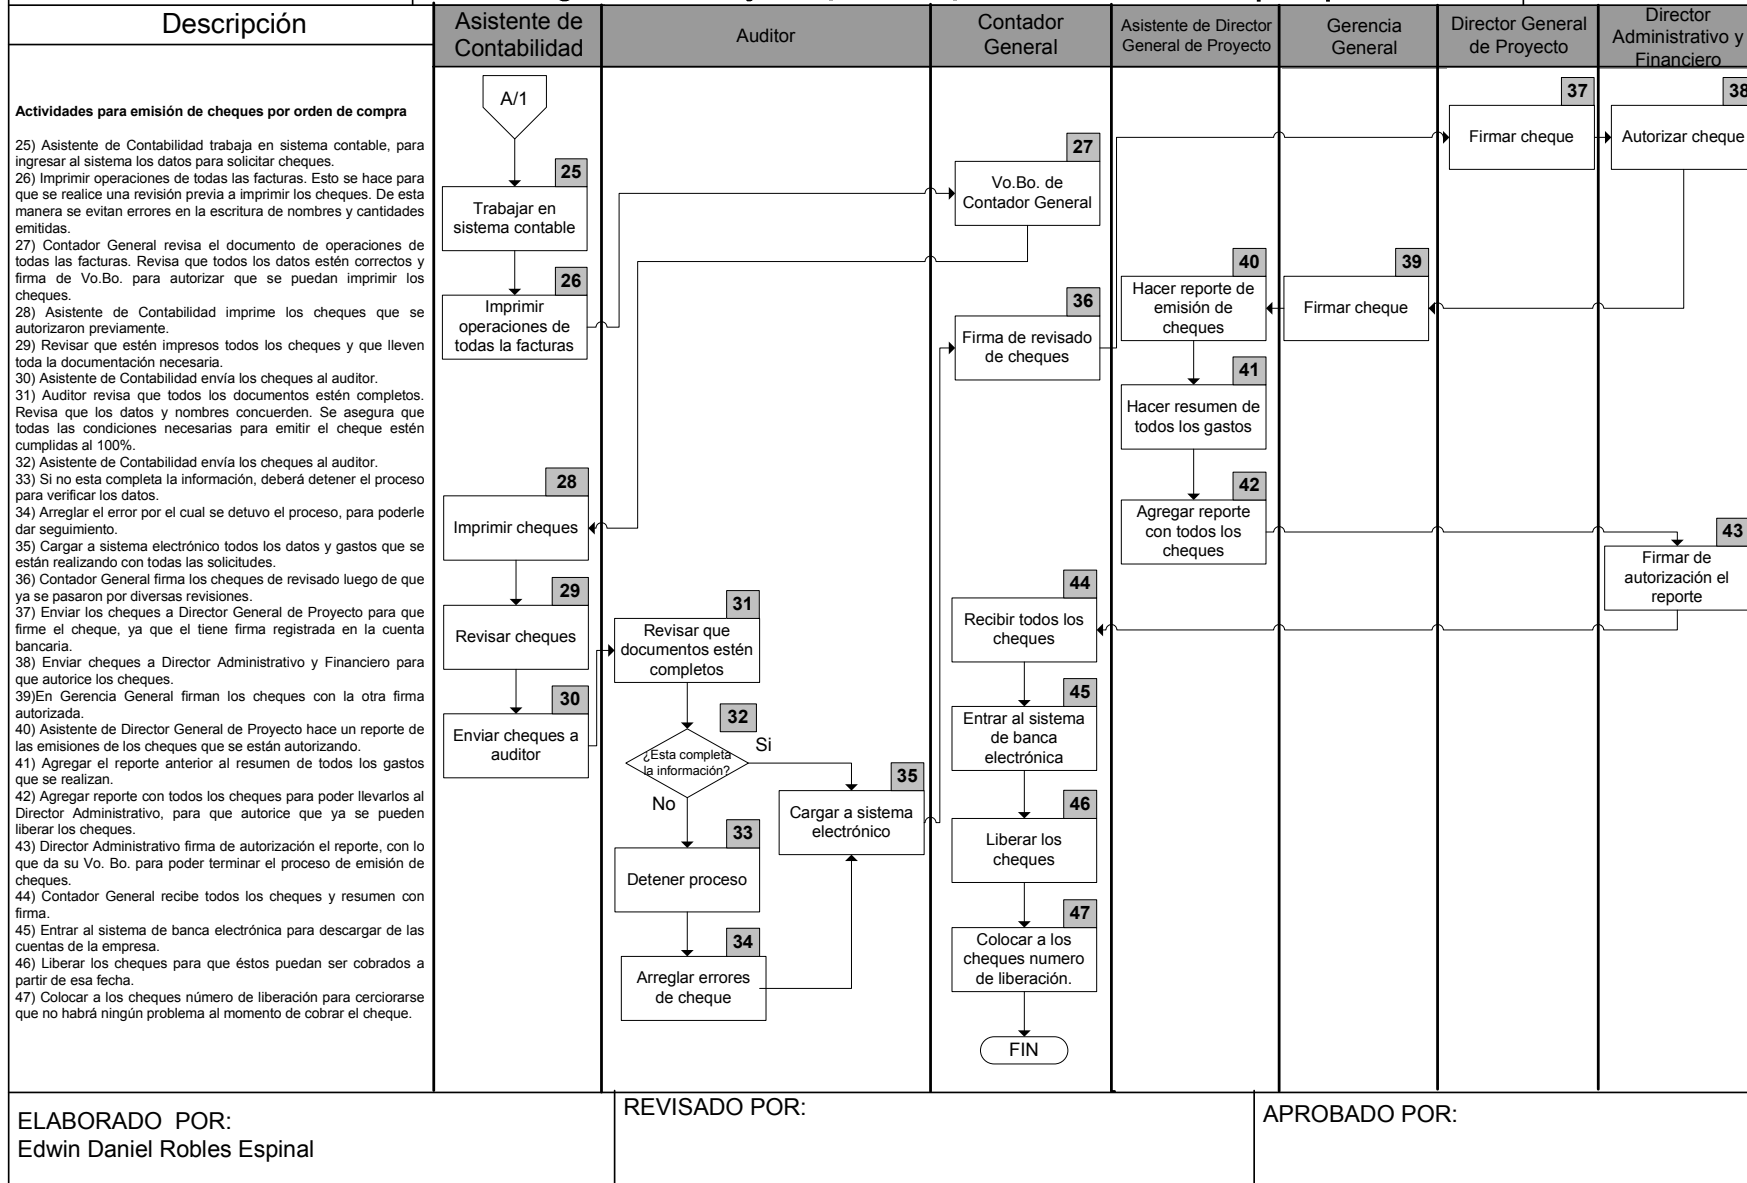 Descripción
Asistente de
Contabilidad
Auditor
Contador
General
Asistente de Director
General de Proyecto
Gerencia
General
Director General
de Proyecto
Director
Administrativo y
Financiero
Actividades para emisión de cheques por orden de compra
25) Asistente de Contabilidad trabaja en sistema contable, para
ingresar al sistema los datos para solicitar cheques.
26) Imprimir operaciones de todas las facturas. Esto se hace para
que se realice una revisión previa a imprimir los cheques. De esta
manera se evitan errores en la escritura de nombres y cantidades
emitidas.
27) Contador General revisa el documento de operaciones de
todas las facturas. Revisa que todos los datos estén correctos y
firma de Vo.Bo. para autorizar que se puedan imprimir los
cheques.
28) Asistente de Contabilidad imprime los cheques que se
autorizaron previamente.
29) Revisar que estén impresos todos los cheques y que lleven
toda la documentación necesaria.
30) Asistente de Contabilidad envía los cheques al auditor.
31) Auditor revisa que todos los documentos estén completos.
Revisa que los datos y nombres concuerden. Se asegura que
todas las condiciones necesarias para emitir el cheque estén
cumplidas al 100%.
32) Asistente de Contabilidad envía los cheques al auditor.
33) Si no esta completa la información, deberá detener el proceso
para verificar los datos.
34) Arreglar el error por el cual se detuvo el proceso, para poderle
dar seguimiento.
35) Cargar a sistema electrónico todos los datos y gastos que se
están realizando con todas las solicitudes.
36) Contador General firma los cheques de revisado luego de que
ya se pasaron por diversas revisiones.
37) Enviar los cheques a Director General de Proyecto para que
firme el cheque, ya que el tiene firma registrada en la cuenta
bancaria.
38) Enviar cheques a Director Administrativo y Financiero para
que autorice los cheques.
39)En Gerencia General firman los cheques con la otra firma
autorizada.
40) Asistente de Director General de Proyecto hace un reporte de
las emisiones de los cheques que se están autorizando.
41) Agregar el reporte anterior al resumen de todos los gastos
que se realizan.
42) Agregar reporte con todos los cheques para poder llevarlos al
Director Administrativo, para que autorice que ya se pueden
liberar los cheques.
43) Director Administrativo firma de autorización el reporte, con lo
que da su Vo. Bo. para poder terminar el proceso de emisión de
cheques.
44) Contador General recibe todos los cheques y resumen con
firma.
45) Entrar al sistema de banca electrónica para descargar de las
cuentas de la empresa.
46) Liberar los cheques para que éstos puedan ser cobrados a
partir de esa fecha.
47) Colocar a los cheques número de liberación para cerciorarse
que no habrá ningún problema al momento de cobrar el cheque.
A/1
25
Trabajar en
sistema contable
26
Imprimir
operaciones de
todas la facturas
27
Vo.Bo. de
Contador General
28
Imprimir cheques
29
Revisar cheques
30
Enviar cheques a
auditor
31
Revisar que
documentos estén
completos
32
¿Esta completa
la información?
Si
No
33
Detener proceso
34
Arreglar errores
de cheque
35
Cargar a sistema
electrónico
36
Firma de revisado
de cheques
37
Firmar cheque
38
Autorizar cheque
39
Firmar cheque
40
Hacer reporte de
emisión de
cheques
41
Hacer resumen de
todos los gastos
42
Agregar reporte
con todos los
cheques
43
Firmar de
autorización el
reporte
44
Recibir todos los
cheques
45
Entrar al sistema
de banca
electrónica
46
Liberar los
cheques
47
Colocar a los
cheques numero
de liberación.
FIN
ELABORADO POR:
Edwin Daniel Robles Espinal
REVISADO POR:
APROBADO POR: